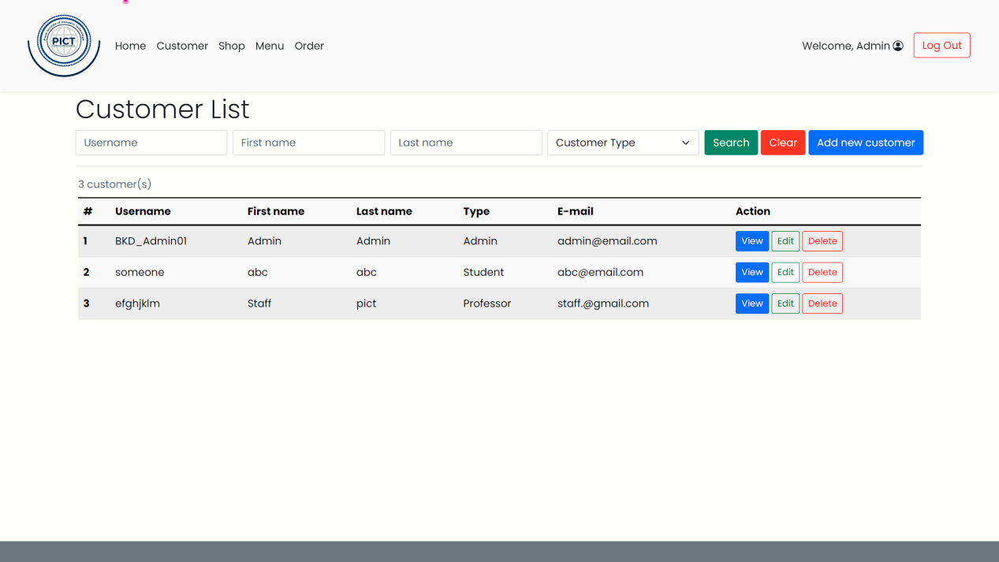 PICT
Home Customer Shop Menu Order
Welcome, Admin
Log Out
Customer List
Username First name Last name Customer Type Search Clear Add new customer
3 customer(s)
# Username First name Last name Type E-mail Action
1 BKD_Admin01 Admin Admin Admin admin@email.com View Edit Delete
2 someone abc abc Student abc@email.com View Edit Delete
3 efghjklm Staff pict Professor staff.@gmail.com View Edit Delete